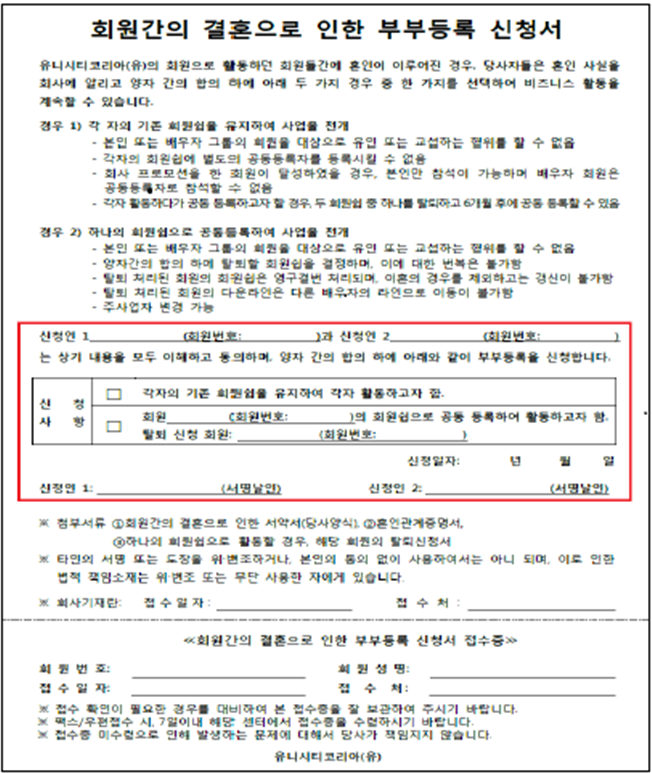 회원간의 결혼으로 인한 부부등록 신청서
유니시티코리아(유)의 회원으로 활동하던 회원들간에 혼인이 이루어진 경우, 당사자들은 혼인 사실을
회사에 알리고 양자 간의 합의 하에 아래 두 가지 경우 중 한 가지를 선택하여 비즈니스 활동을
계속할 수 있습니다.
경우 1) 각 자의 기존 회원쉽을 유지하여 사업을 전개
- 본인 또는 배우자 그룹의 회원을 대상으로 유인 또는 교섭하는 행위를 할 수 없음
- 각자의 회원쉽에 별도의 공동등록자를 등록시킬 수 없음
- 회사 프로모션을 한 회원이 달성하였을 경우, 본인만 참석이 가능하며 배우자 회원은
공동등록자로 참석할 수 없음
- 각자 활동하다가 공동 등록하고자 할 경우, 두 회원쉽 중 하나를 탈퇴하고 6개월 후에 공동 등록할 수 있음
경우 2) 하나의 회원쉽으로 공동등록하여 사업을 전개
- 본인 또는 배우자 그룹의 회원을 대상으로 유인 또는 교섭하는 행위를 할 수 없음
- 양자간의 합의 하에 탈퇴할 회원쉽을 결정하며, 이에 대한 번복은 불가함
- 탈퇴 처리된 회원의 회원쉽은 영구결번 처리되며, 이혼의 경우를 제외하고는 갱신이 불가함
- 탈퇴 처리된 회원의 다운라인은 다른 배우자의 라인으로 이동이 불가함
- 주사업자 변경 가능
신청인 1 (회원번호: )과 신청인 2 (회원번호: )
는 상기 내용을 모두 이해하고 동의하며, 양자 간의 합의 하에 아래와 같이 부부등록을 신청합니다.
신 청
사 항
□ 각자의 기존 회원쉽을 유지하여 각자 활동하고자 함.
□ 회원 (회원번호: )의 회원쉽으로 공동 등록하여 활동하고자 함.
탈퇴 신청 회원: (회원번호: )
신청일자: 년 월 일
신청인 1: (서명날인) 신청인 2: (서명날인)
※ 첨부서류 ①회원간의 결혼으로 인한 서약서(당사양식), ②혼인관계증명서,
③하나의 회원쉽으로 활동할 경우, 해당 회원의 탈퇴신청서
※ 타인의 서명 또는 도장을 위·변조하거나, 본인의 동의 없이 사용하여서는 아니 되며, 이로 인한
법적 책임소재는 위·변조 또는 무단 사용한 자에게 있습니다.
※ 회사기재란: 접수일자: 접 수 처:
≪회원간의 결혼으로 인한 부부등록 신청서 접수증≫
회원번호: 회원성명:
접수일자: 접 수 처:
※ 접수 확인이 필요한 경우를 대비하여 본 접수증을 잘 보관하여 주시기 바랍니다.
※ 팩스/우편접수 시, 7일이내 해당 센터에서 접수증을 수령하시기 바랍니다.
※ 접수증 미수령으로 인해 발생하는 문제에 대해서 당사가 책임지지 않습니다.
유니시티코리아(유)